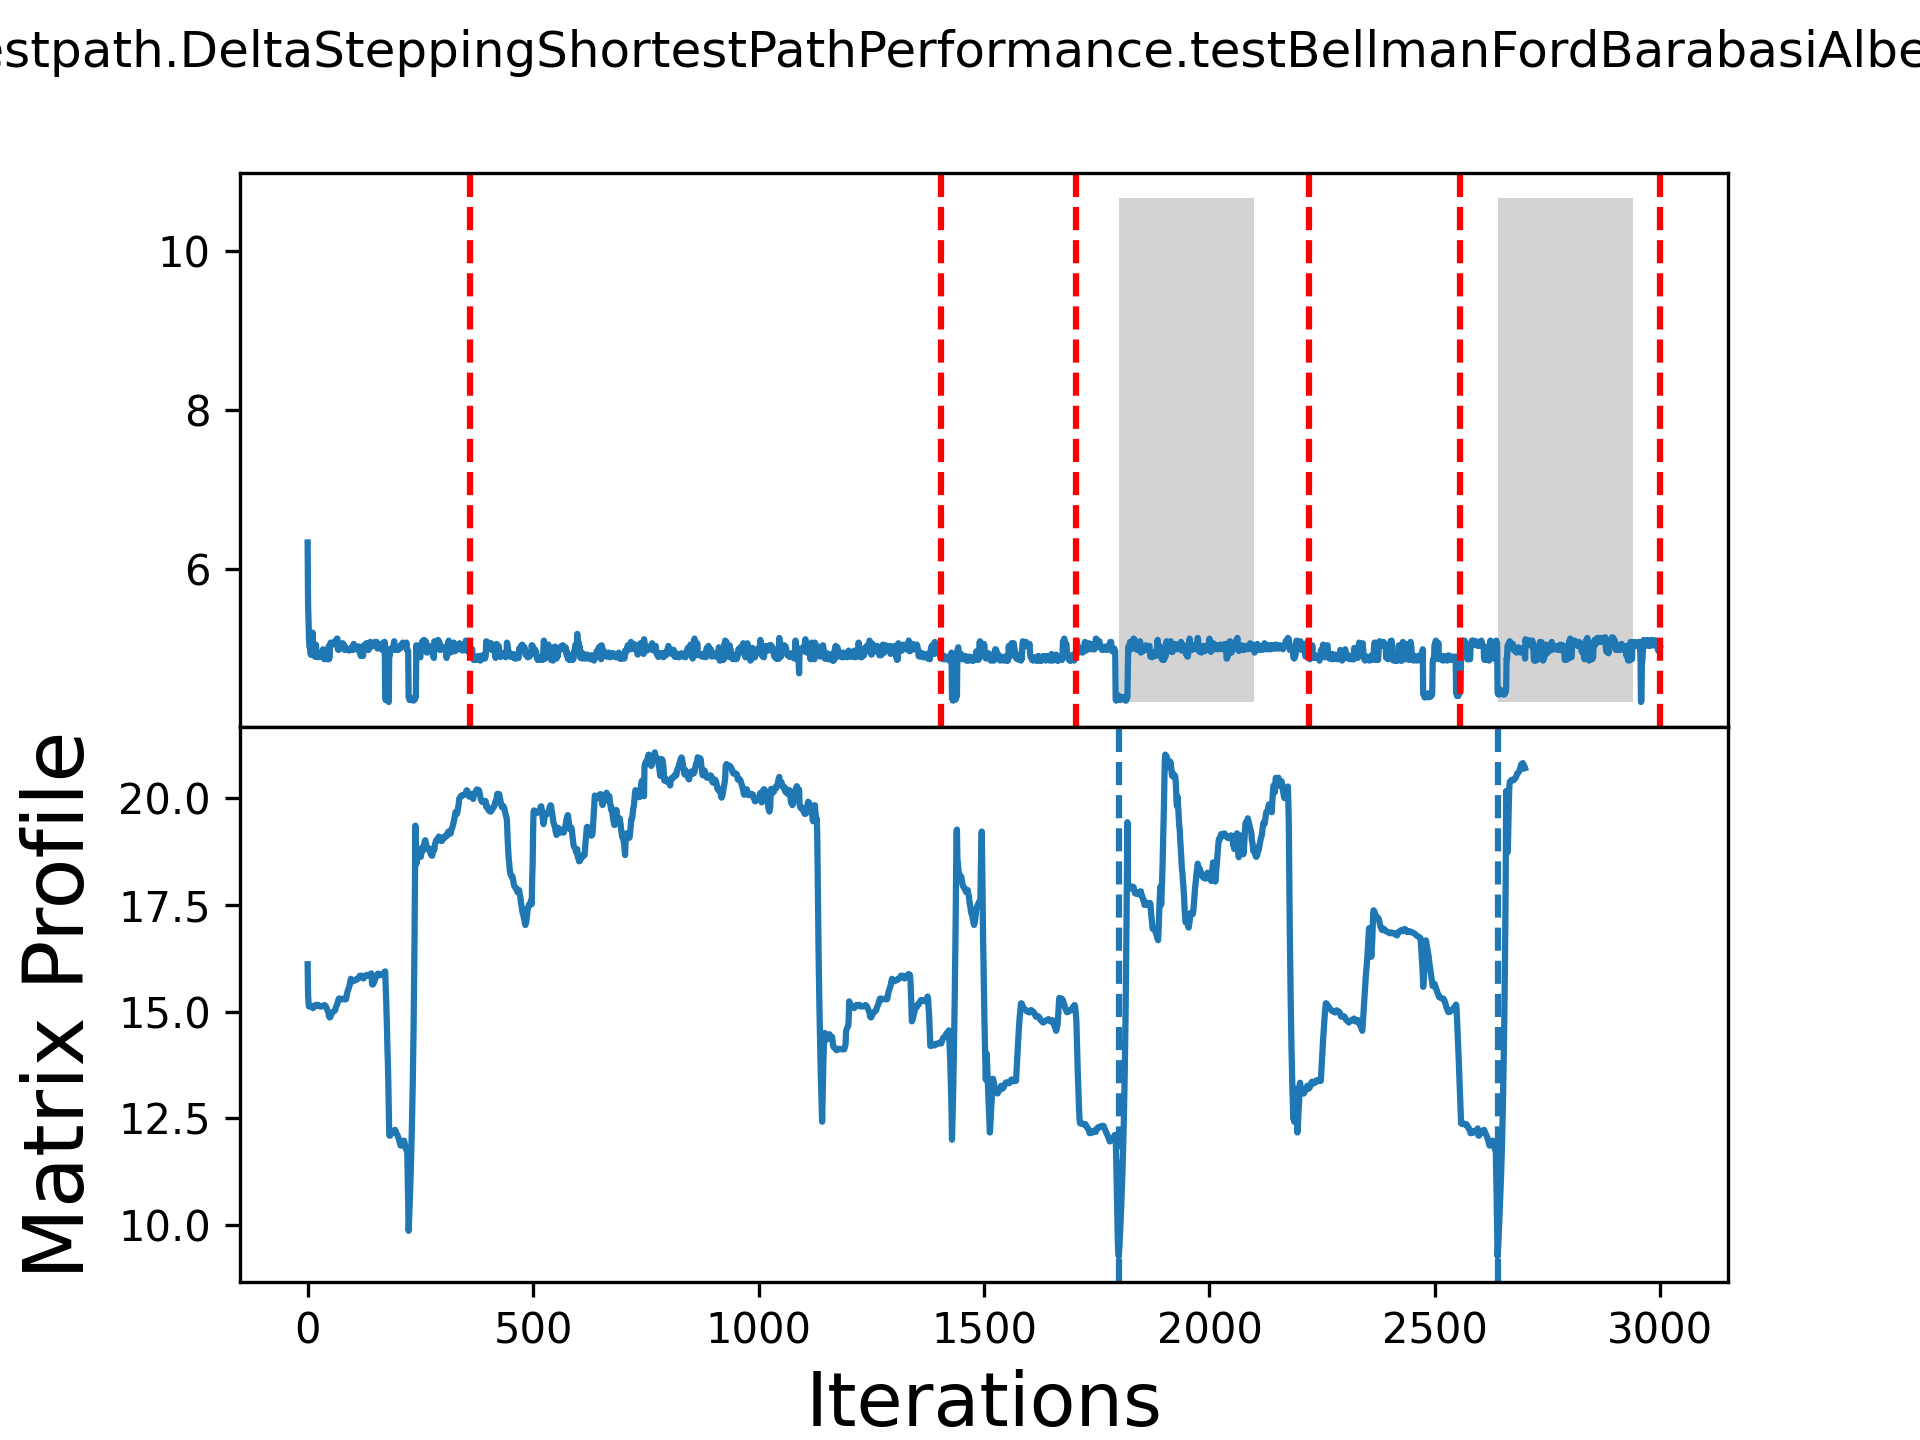 estpath.DeltaSteppingShortestPathPerformance.testBellmanFordBarabasiAlbe
10
8
6
Matrix Profile
20.0
17.5
15.0
12.5
10.0
0 500 1000 1500 2000 2500 3000
Iterations